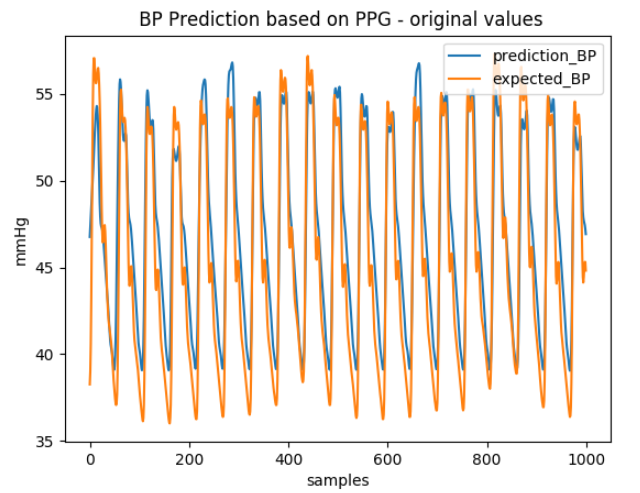 BP Prediction based on PPG - original values
prediction_BP
expected_BP
mmHg
55
50
45
40
35
0
200
400
600
800
1000
samples